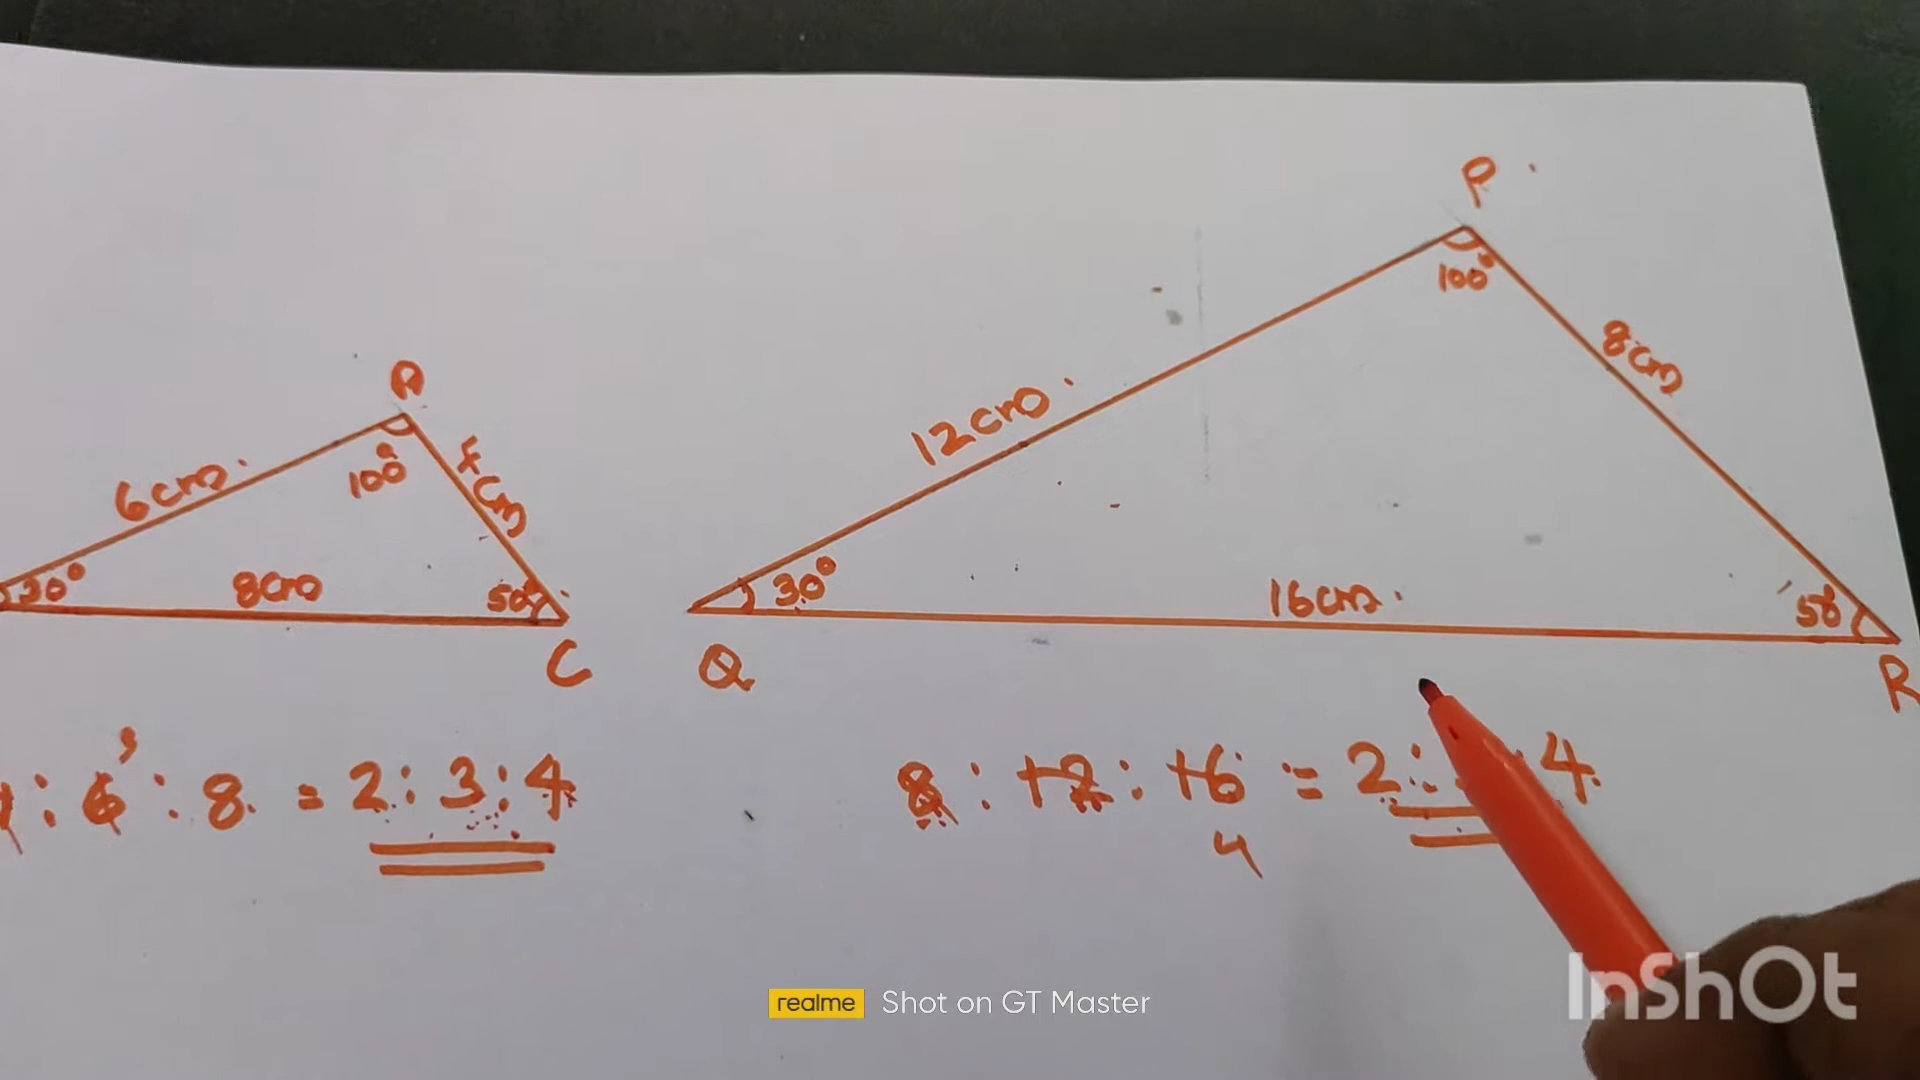 P
100°
8cm
12cm
A
6cm
100°
4cm
30°
8cm
50°
30°
16cm
50°
C
Q
R
: 6 : 8 = 2 : 3 : 4
3
8 : 12 : 16 = 2 : : 4
4
realme Shot on GT Master
InShOt